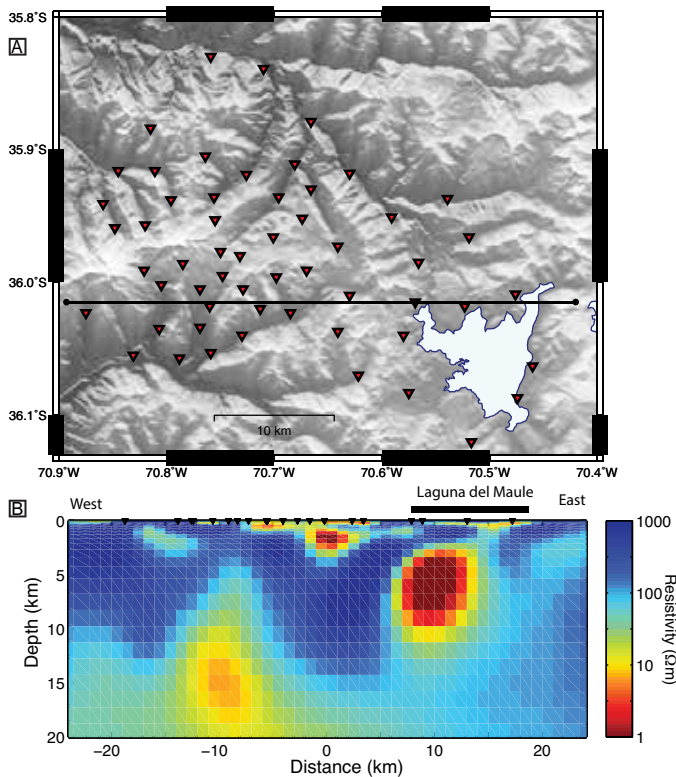 A
35.8°S
35.9°S
36.0°S
36.1°S
10 km
70.9°W 70.8°W 70.7°W 70.6°W 70.5°W 70.4°W
B
West
Laguna del Maule
East
0
5
10
15
20
Depth (km)
−20 −10 0 10 20
Distance (km)
1000
100
10
1
Resistivity (Ωm)